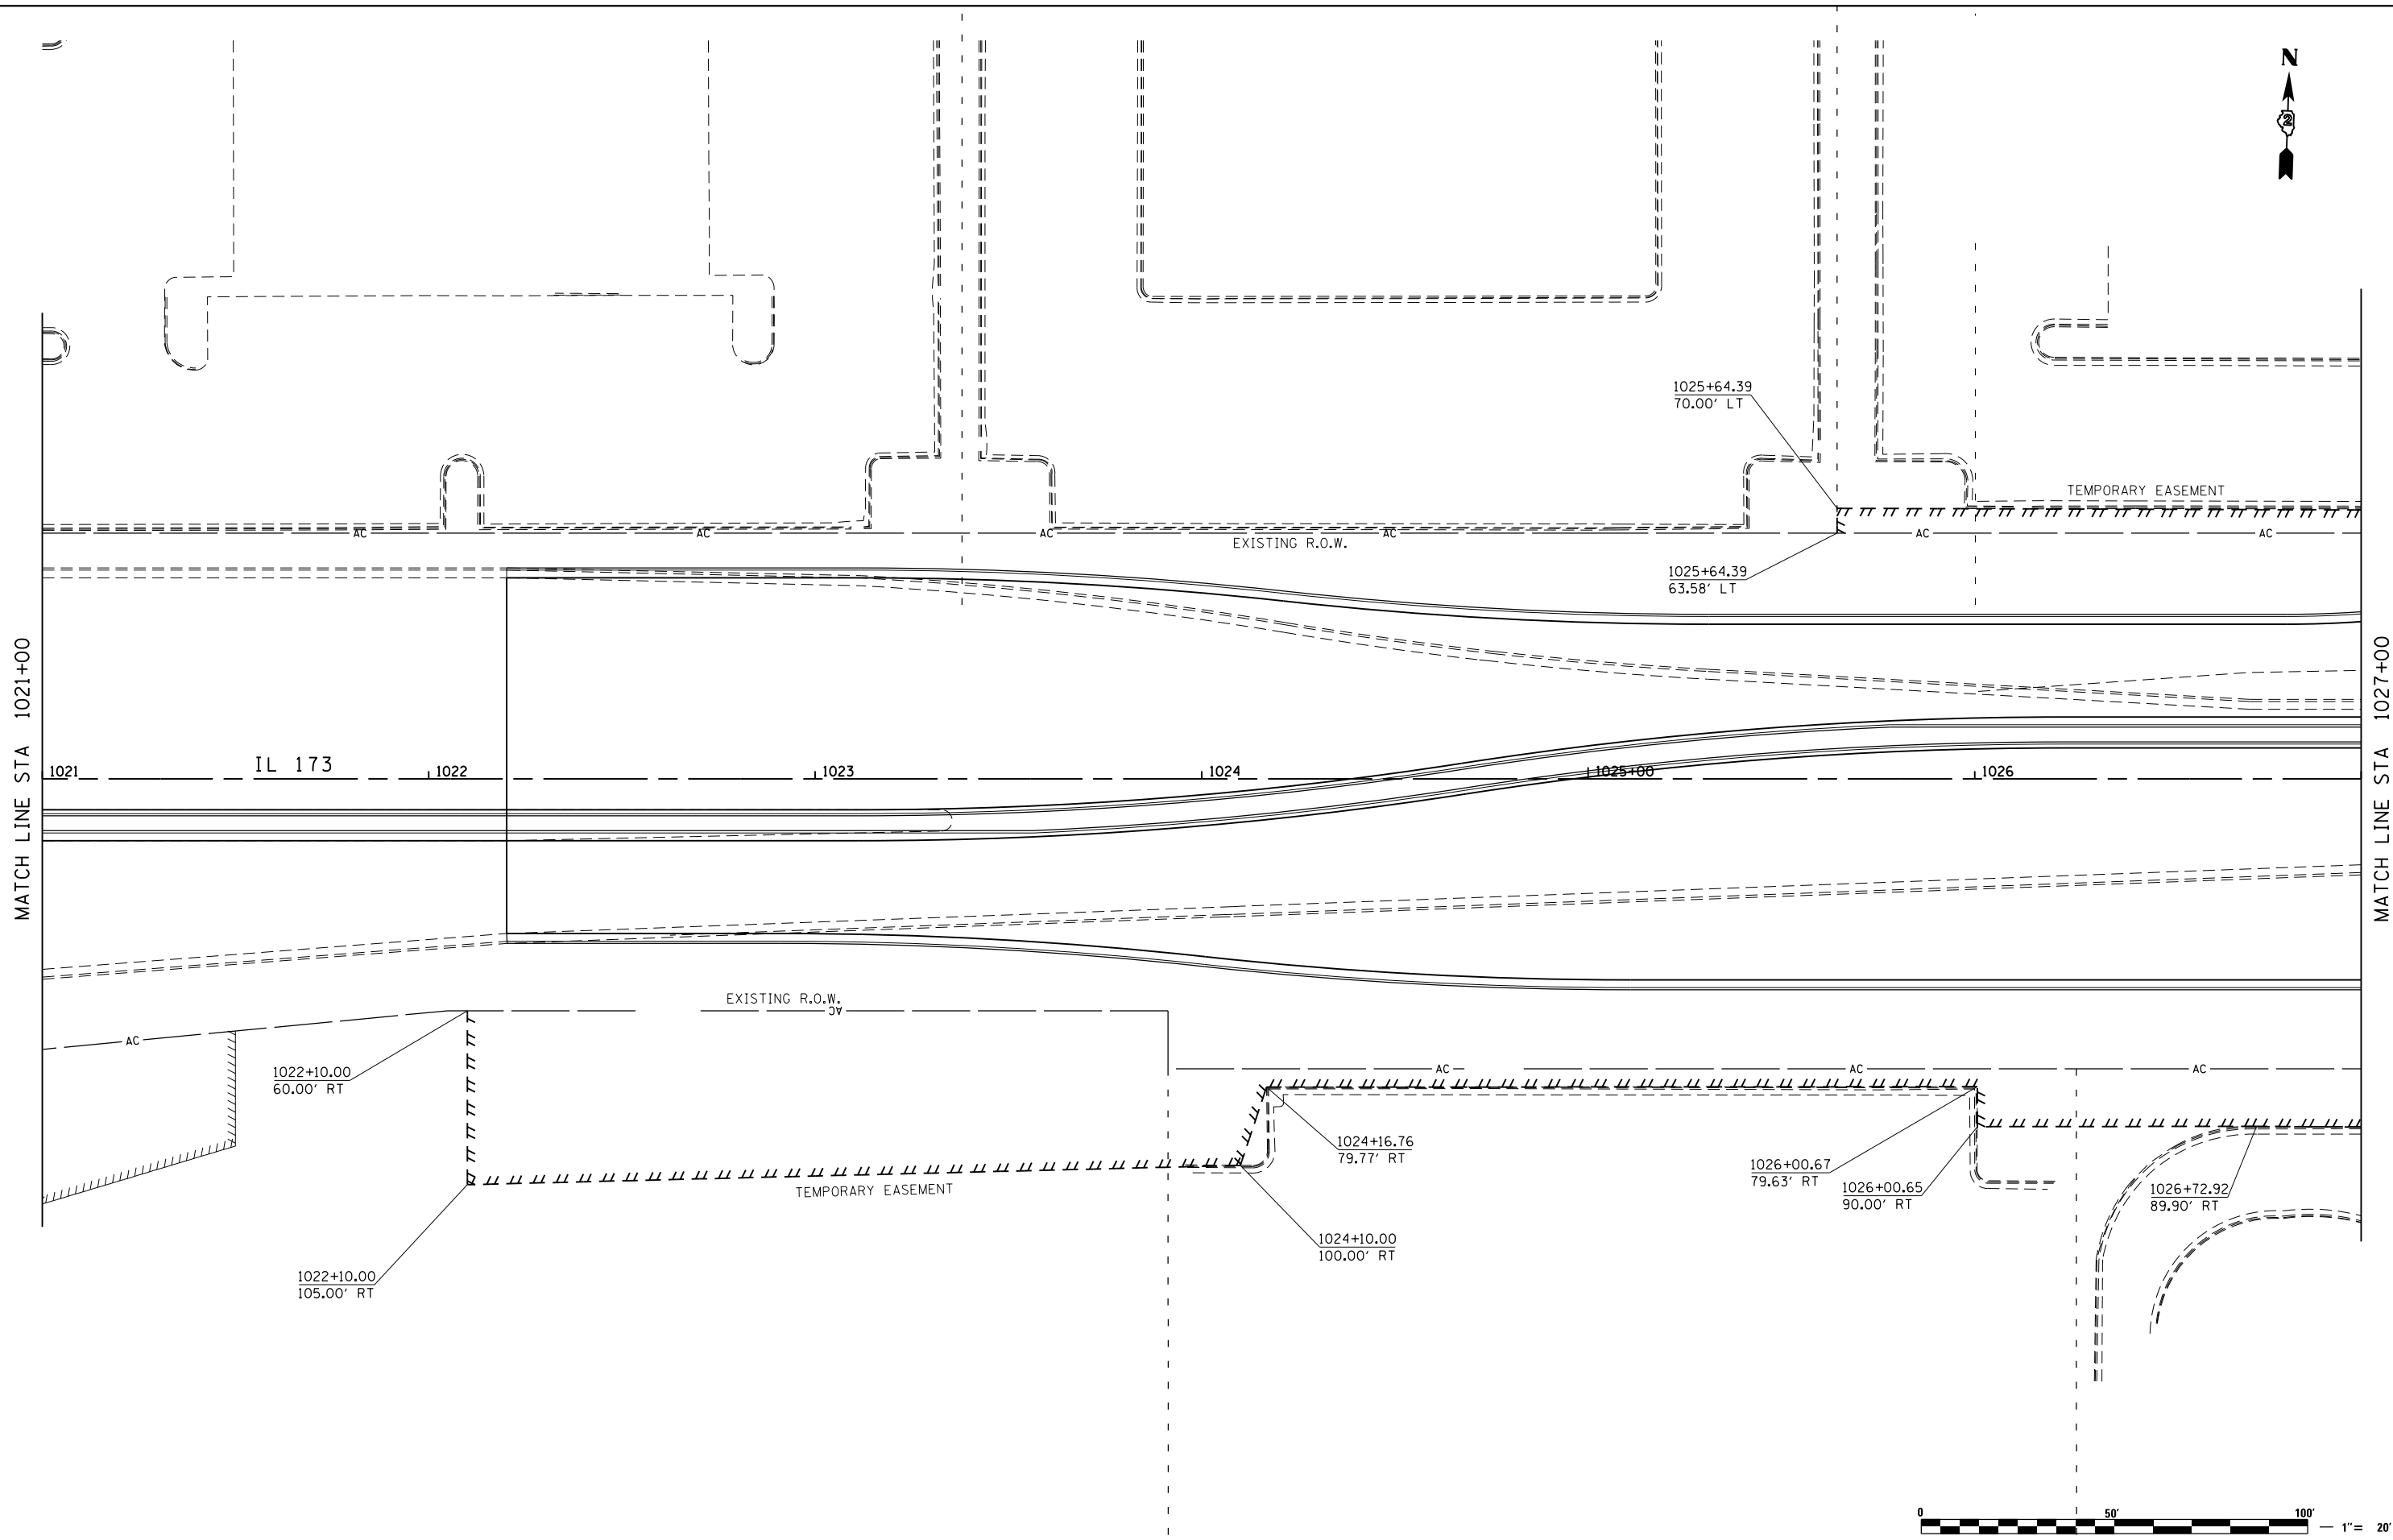 N
2
1025+64.39
70.00' LT
TEMPORARY EASEMENT
AC AC AC AC AC AC
EXISTING R.O.W.
1025+64.39
63.58' LT
MATCH LINE STA 1021+00
MATCH LINE STA 1027+00
IL 173
1021 1022 1023 1024 1025+00 1026
EXISTING R.O.W.
AC
AC
1022+10.00
60.00' RT
AC AC AC
1024+16.76
79.77' RT
1026+00.67
79.63' RT
1026+00.65
90.00' RT
1026+72.92
89.90' RT
TEMPORARY EASEMENT
1024+10.00
100.00' RT
1022+10.00
105.00' RT
0 50' 100'
1"= 20'